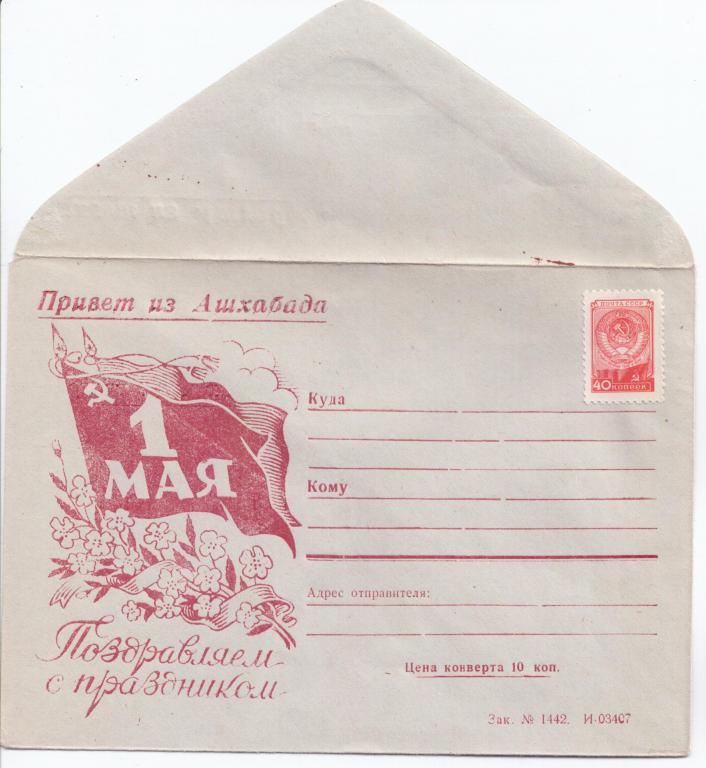 Привет из Ашхабада
ПОЧТА СССР
40 КОПЕЕК
1
МАЯ
Куда
Кому
Адрес отправителя:
Поздравляем
с праздником
Цена конверта 10 коп.
Зак. № 1442. И-03407